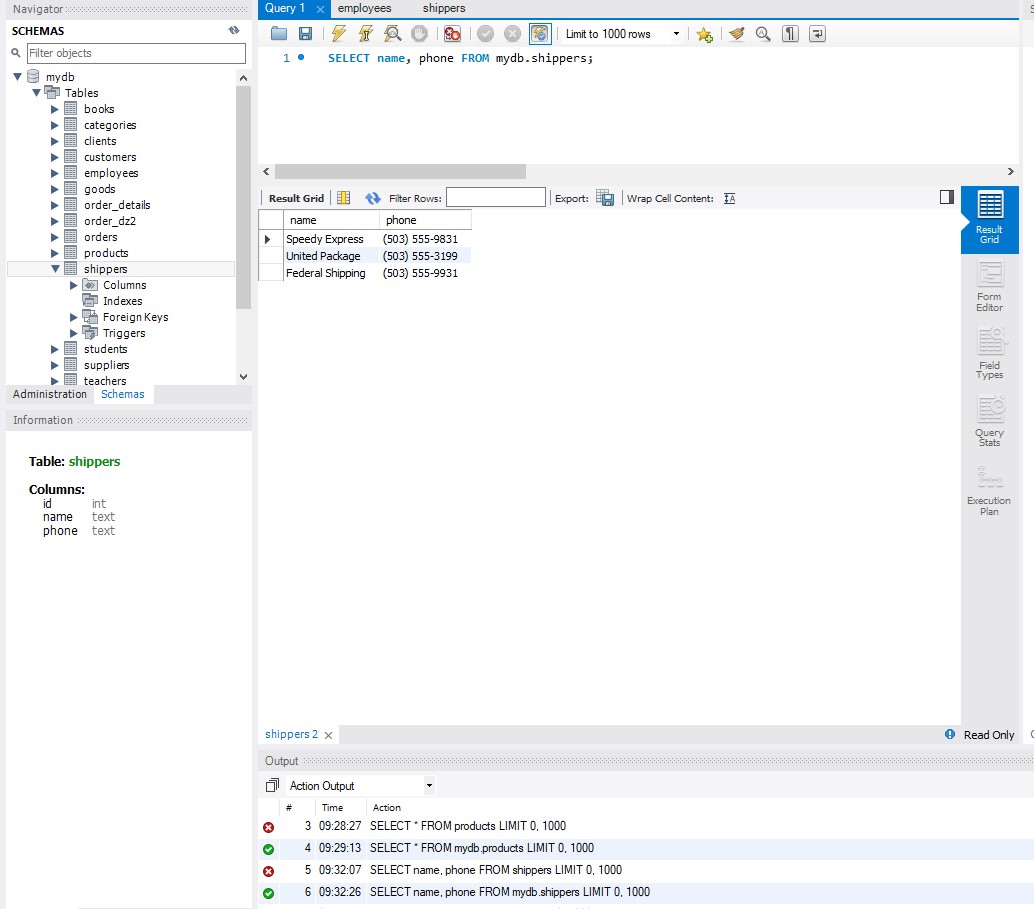 Navigator
SCHEMAS
Filter objects
mydb
Tables
books
categories
clients
customers
employees
goods
order_details
order_dz2
orders
products
shippers
Columns
Indexes
Foreign Keys
Triggers
students
suppliers
teachers
Administration Schemas
Information
Table: shippers
Columns:
id int
name text
phone text
Query 1 employees shippers
Limit to 1000 rows
1 SELECT name, phone FROM mydb.shippers;
Result Grid Filter Rows: Export: Wrap Cell Content:
name phone
Speedy Express (503) 555-9831
United Package (503) 555-3199
Federal Shipping (503) 555-9931
Result
Grid
Form
Editor
Field
Types
Query
Stats
Execution
Plan
shippers 2 Read Only
Output
Action Output
# Time Action
3 09:28:27 SELECT * FROM products LIMIT 0, 1000
4 09:29:13 SELECT * FROM mydb.products LIMIT 0, 1000
5 09:32:07 SELECT name, phone FROM shippers LIMIT 0, 1000
6 09:32:26 SELECT name, phone FROM mydb.shippers LIMIT 0, 1000